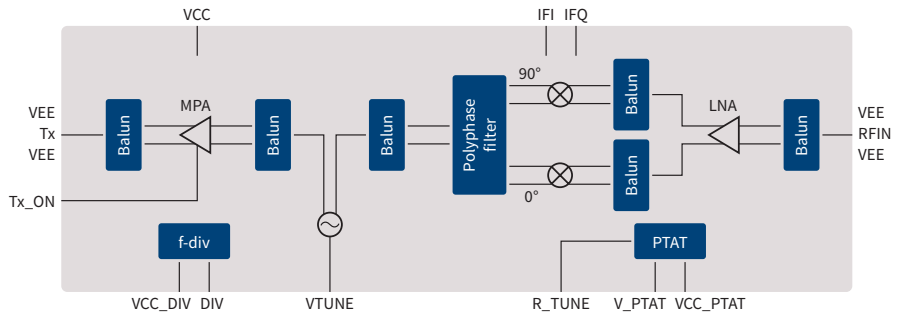 VCC
IFI IFQ
VEE
Tx
VEE
Tx_ON
Balun
MPA
Balun
Balun
Polyphase
filter
90°
0°
Balun
Balun
LNA
Balun
VEE
RFIN
VEE
f-div
PTAT
VCC_DIV DIV
VTUNE
R_TUNE
V_PTAT VCC_PTAT